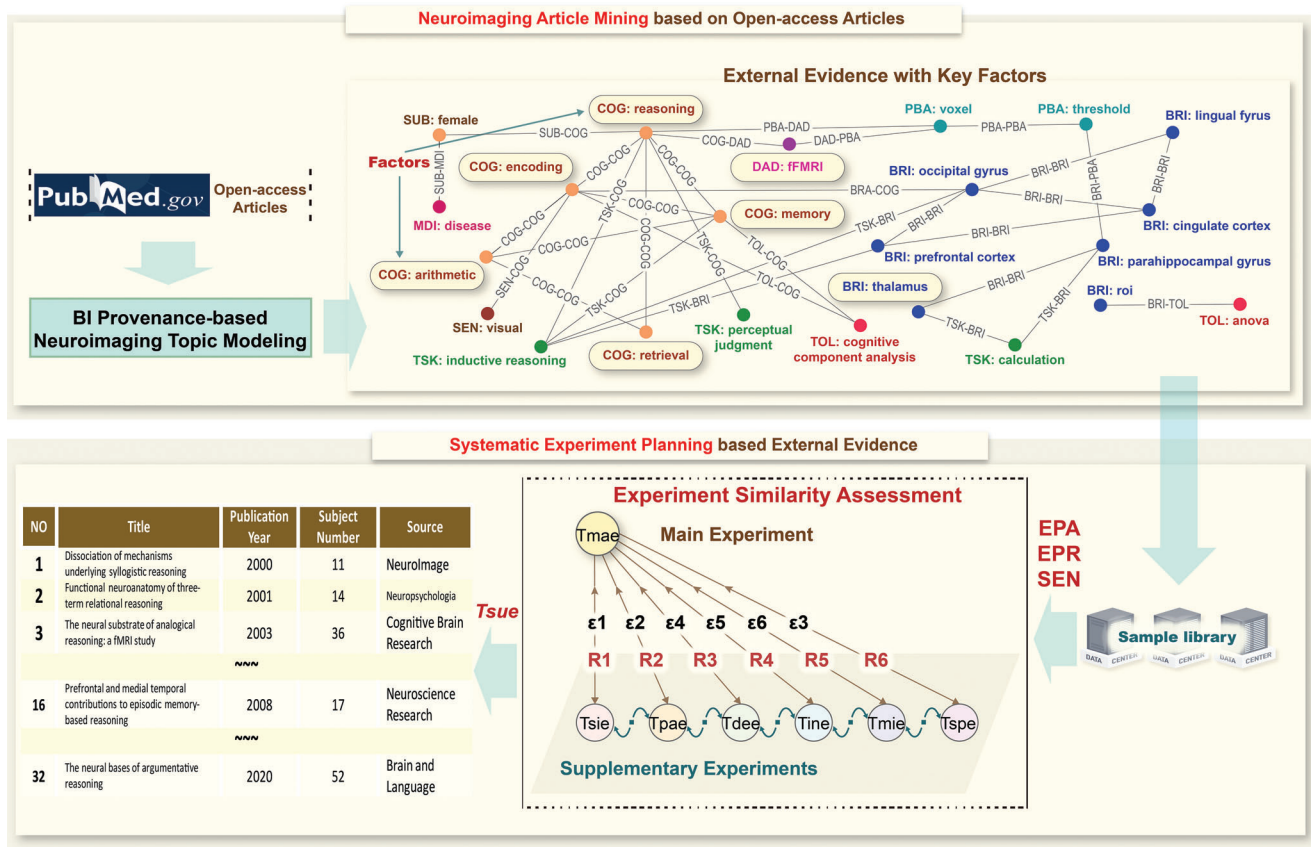 Neuroimaging Article Mining based on Open-access Articles
External Evidence with Key Factors
COG: reasoning
PBA: voxel
PBA: threshold
BRI: lingual fyrus
SUB: female
SUB-COG
PBA-DAD
PBA-PBA
COG-DAD
DAD-PBA
Factors
COG: encoding
DAD: fFMRI
BRI: occipital gyrus
SUB-MDI
COG-COG
COG-COG
TSK-COG
BRA-COG
BRI-BRI
BRI-PBA
BRI-BRI
BRI-BRI
PubMed.gov
Open-access
Articles
MDI: disease
COG-COG
COG: memory
COG-COG
COG-COG
COG-COG
TSK-BRI
BRI-BRI
BRI: cingulate cortex
BRI-BRI
COG: arithmetic
TSK-COG
TOL-COG
BRI: prefrontal cortex
BRI: parahippocampal gyrus
SEN-COG
COG-COG
TSK-COG
TOL-COG
BRI: thalamus
BRI-BRI
BRI: roi
BRI-TOL
BI Provenance-based
Neuroimaging Topic Modeling
SEN: visual
TSK-BRI
TSK: perceptual
judgment
TSK-BRI
TSK-BRI
TOL: anova
TSK: inductive reasoning
COG: retrieval
TOL: cognitive
component analysis
TSK: calculation
Systematic Experiment Planning based External Evidence
NO Title Publication Year Subject Number Source
1 Dissociation of mechanisms underlying syllogistic reasoning 2000 11 NeuroImage
2 Functional neuroanatomy of three-term relational reasoning 2001 14 Neuropsychologia
3 The neural substrate of analogical reasoning: a fMRI study 2003 36 Cognitive Brain Research
~~~
16 Prefrontal and medial temporal contributions to episodic memory-based reasoning 2008 17 Neuroscience Research
~~~
32 The neural bases of argumentative reasoning 2020 52 Brain and Language
Tsue
Experiment Similarity Assessment
Tmae
Main Experiment
ε1 ε2 ε4 ε5 ε6 ε3
R1 R2 R3 R4 R5 R6
Tsie Tpae Tdee Tine Tmie Tspe
Supplementary Experiments
EPA
EPR
SEN
Sample library
DATA CENTER DATA CENTER DATA CENTER